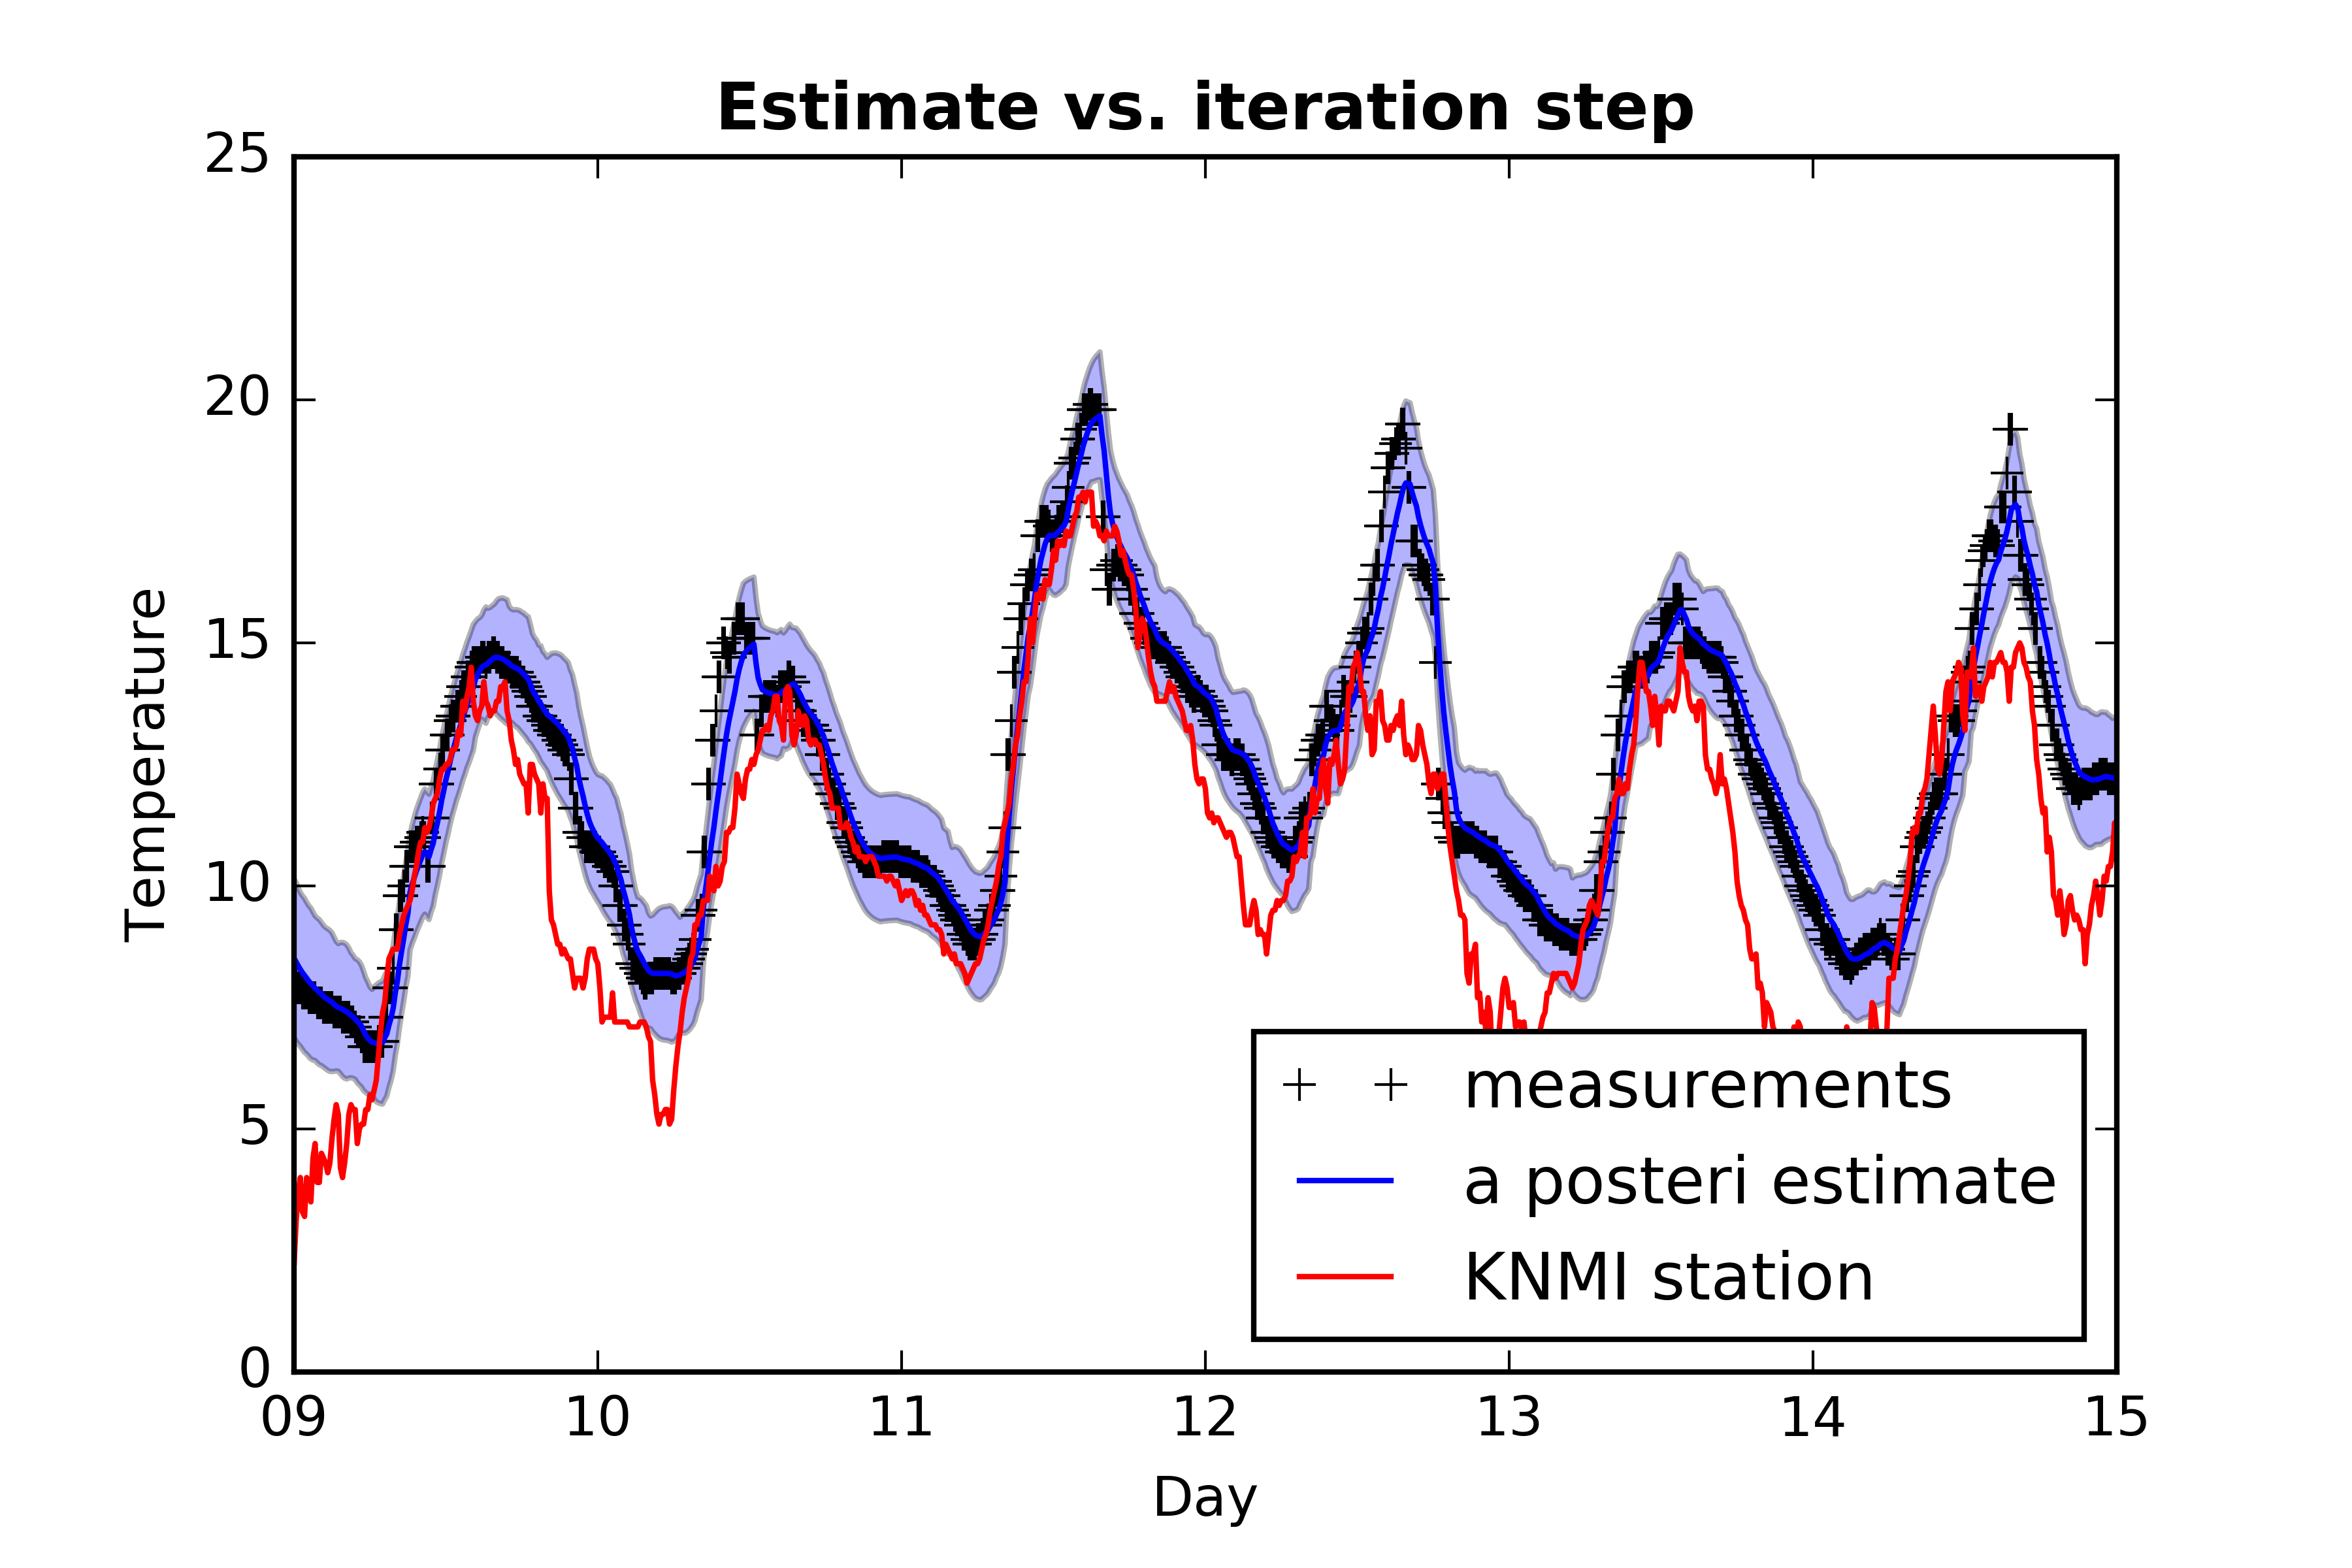 Estimate vs. iteration step
25
20
15
10
5
0
Temperature
09 10 11 12 13 14 15
Day
measurements
a posteri estimate
KNMI station